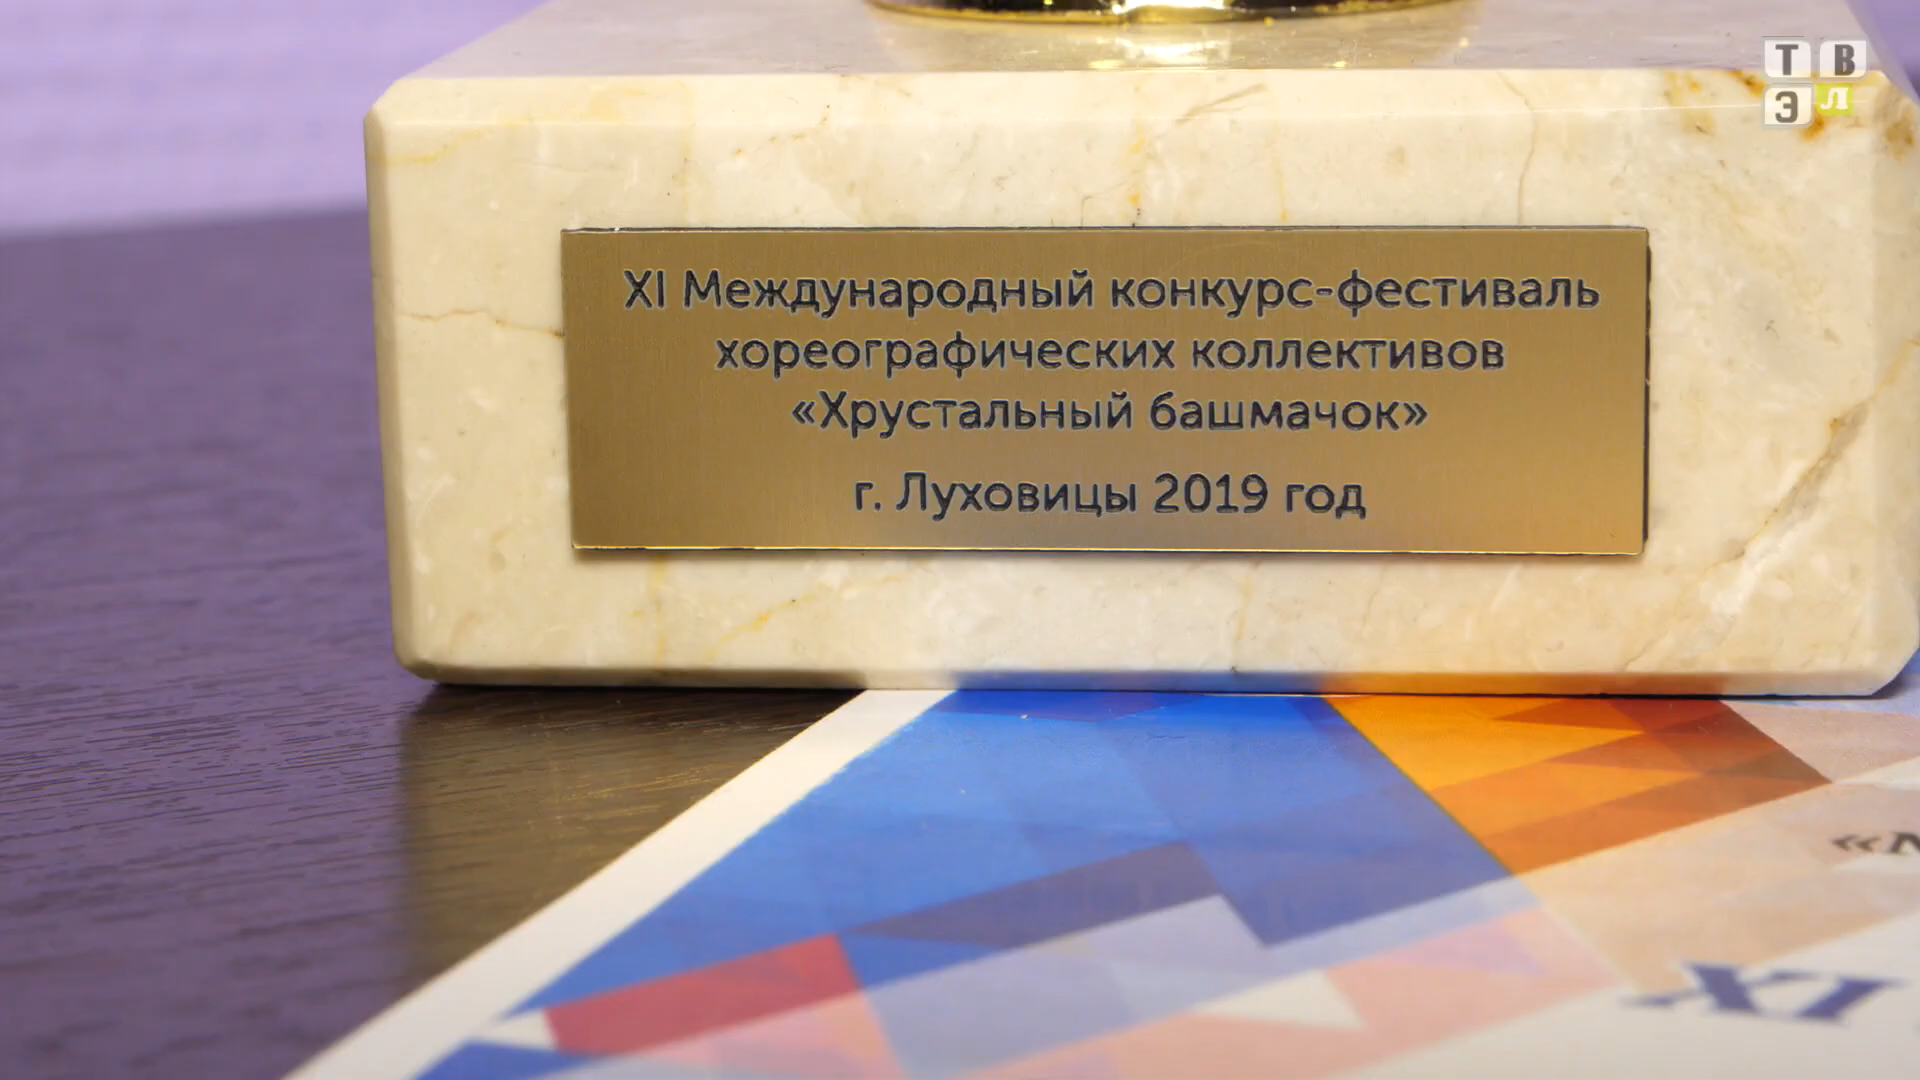 ТВ
ЭЛ
XI Международный конкурс-фестиваль
хореографических коллективов
«Хрустальный башмачок»
г. Луховицы 2019 год
XI